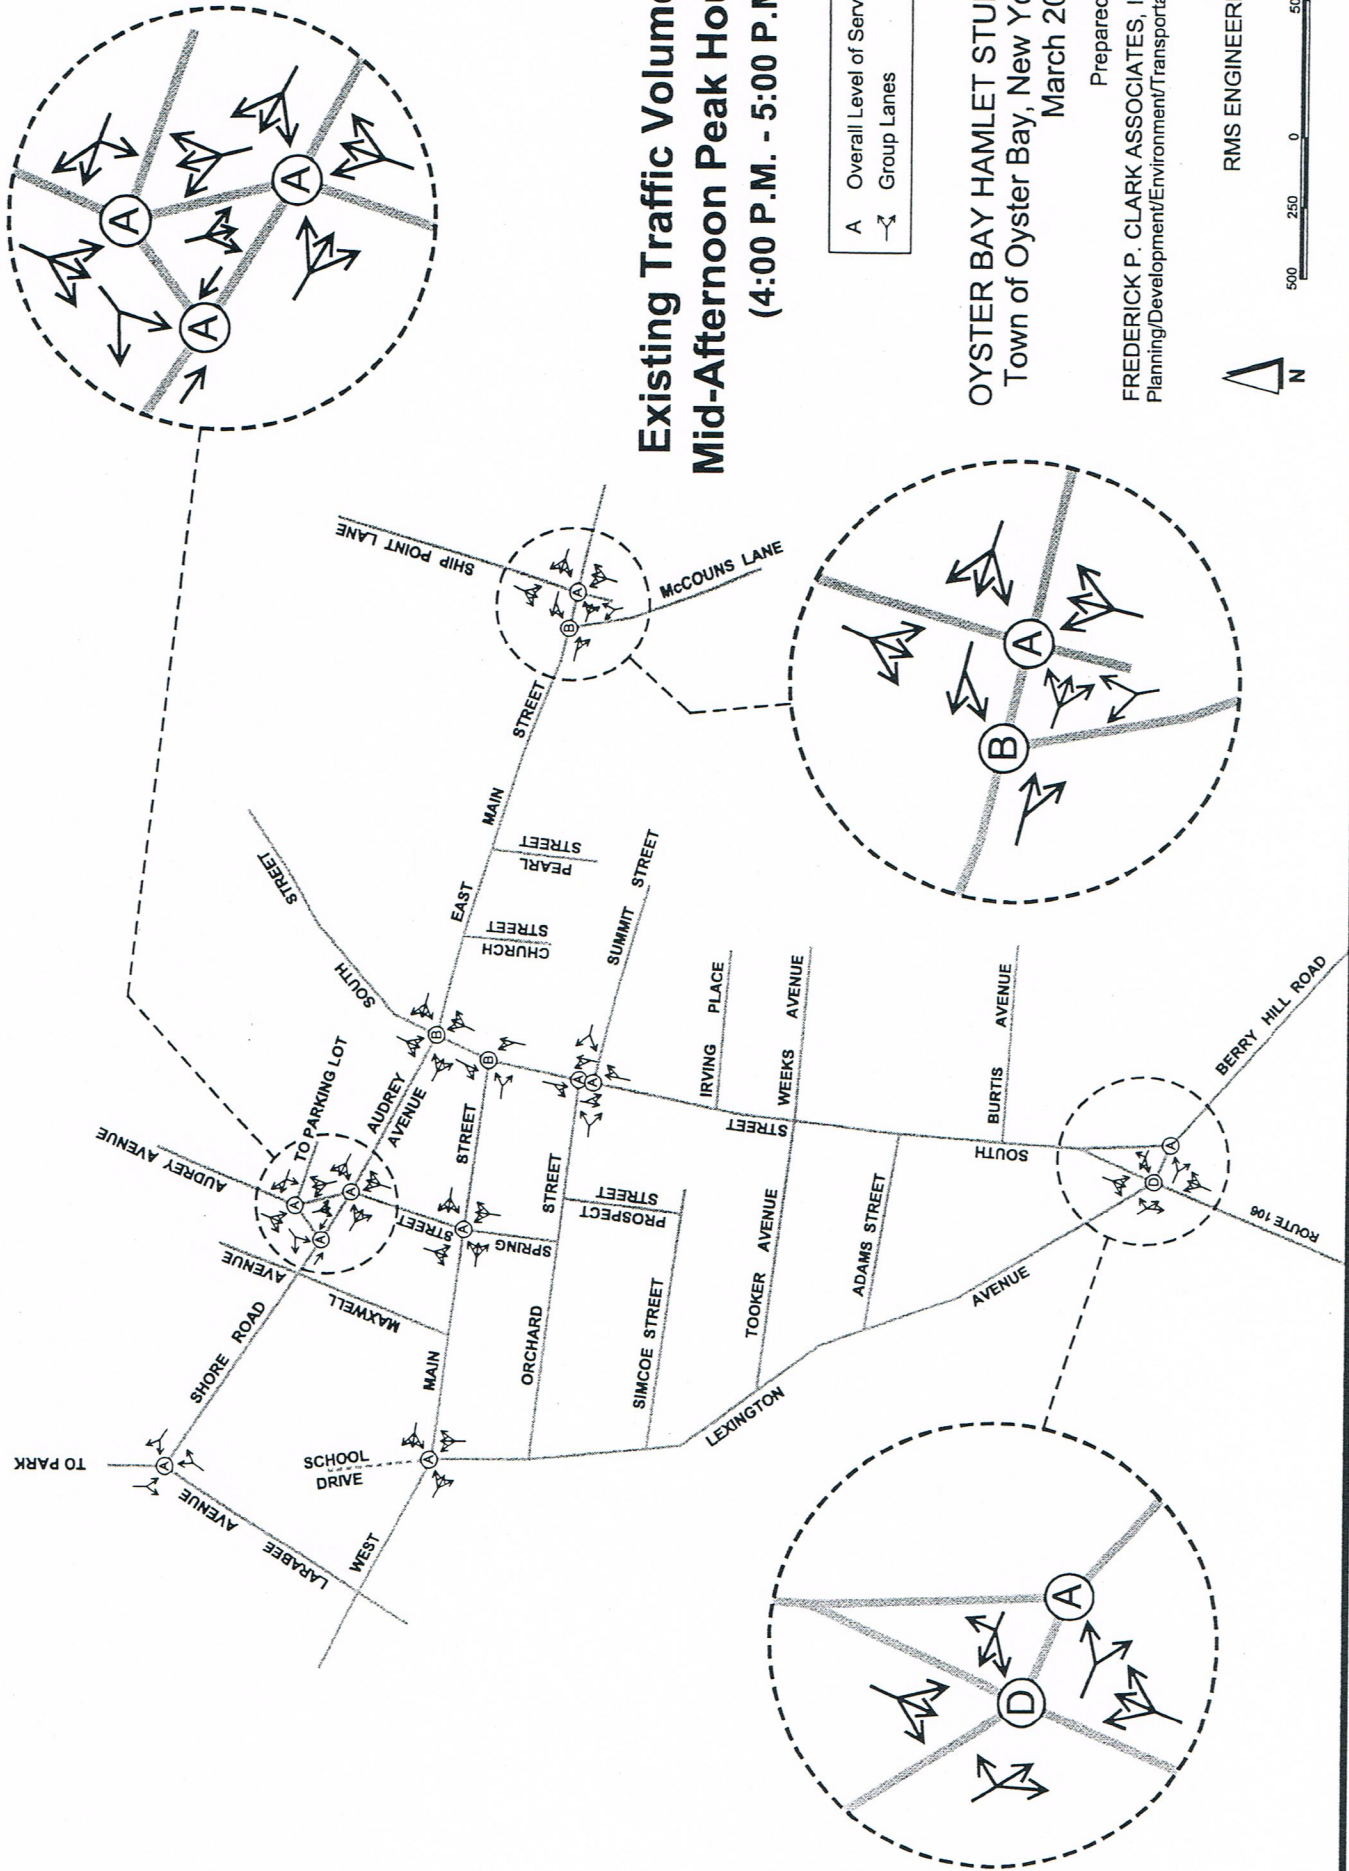 Existing Traffic Volume
Mid-Afternoon Peak Hou
(4:00 P.M. - 5:00 P.M
A Overall Level of Serv
Group Lanes
OYSTER BAY HAMLET STU
Town of Oyster Bay, New Yo
March 20
Prepared
FREDERICK P. CLARK ASSOCIATES, I
Planning/Development/Environment/Transporta
RMS ENGINEERI
N
500 250 0 50
A
A
A
B
A
D
A
TO PARK
SHORE ROAD
LARABEE AVENUE
WEST MAIN STREET
SCHOOL DRIVE
MAXWELL AVENUE
AUDREY AVENUE
TO PARKING LOT
AUDREY AVENUE
SOUTH STREET
EAST MAIN STREET
SHIP POINT LANE
McCOUNS LANE
PEARL STREET
CHURCH STREET
SUMMIT STREET
SPRING STREET
ORCHARD STREET
PROSPECT STREET
SIMCOE STREET
IRVING PLACE
WEEKS AVENUE
TOOKER AVENUE
ADAMS STREET
BURTIS AVENUE
SOUTH STREET
LEXINGTON AVENUE
BERRY HILL ROAD
ROUTE 106
A
A
A
A
A
A
B
B
A
A
B
A
D
A